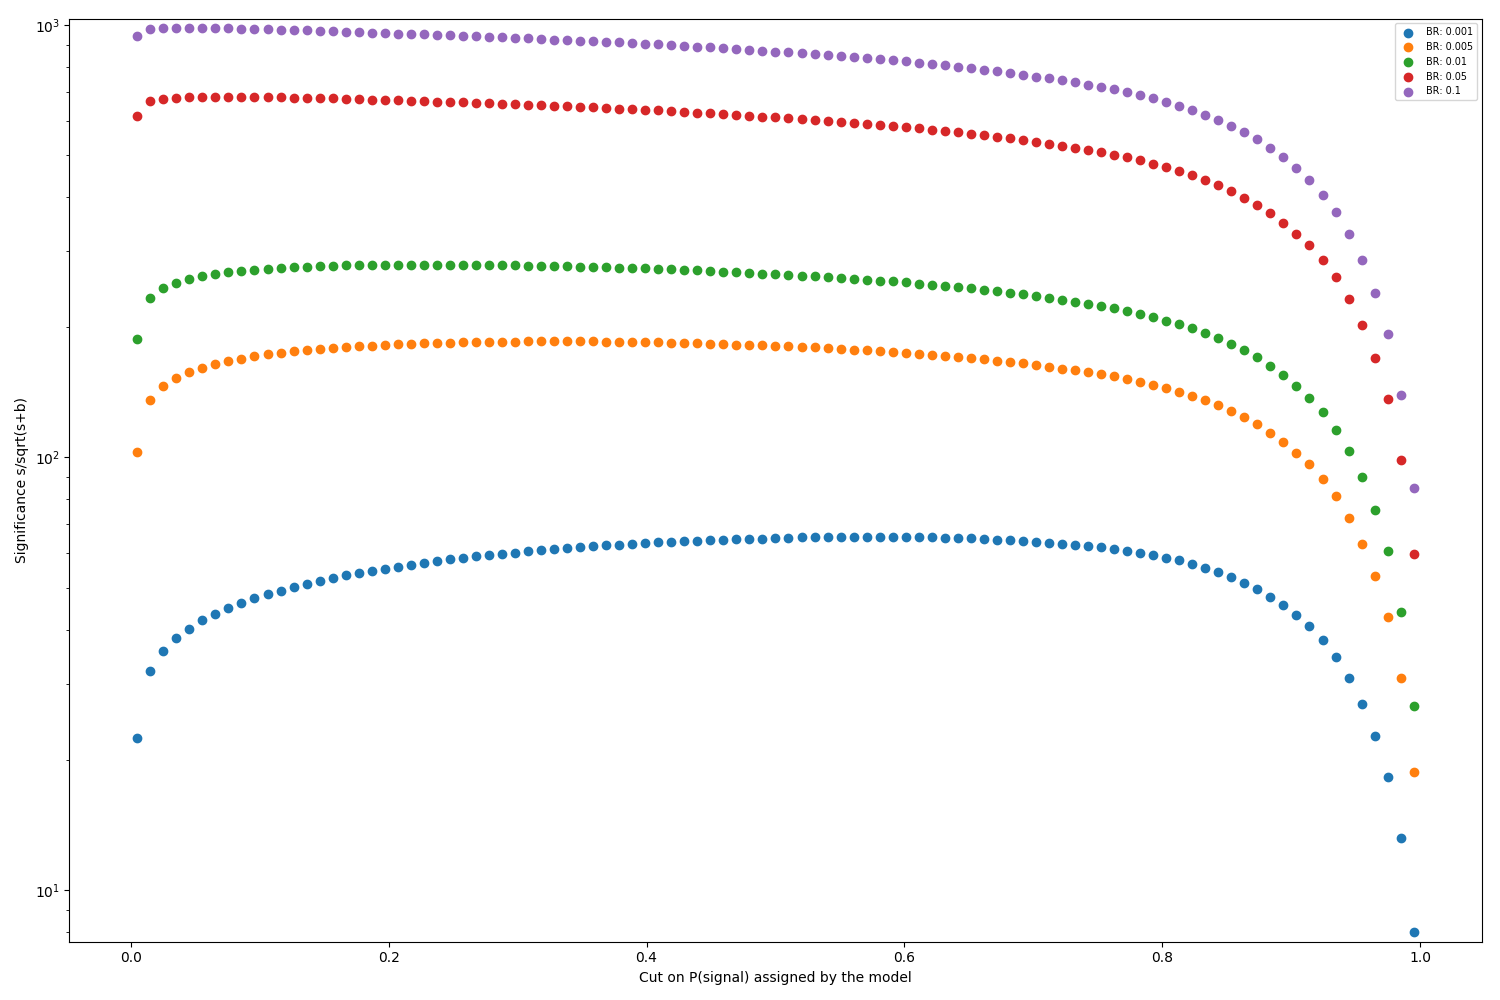 BR: 0.001
BR: 0.005
BR: 0.01
BR: 0.05
BR: 0.1
Significance s/sqrt(s+b)
10³
10²
10¹
0.0 0.2 0.4 0.6 0.8 1.0
Cut on P(signal) assigned by the model